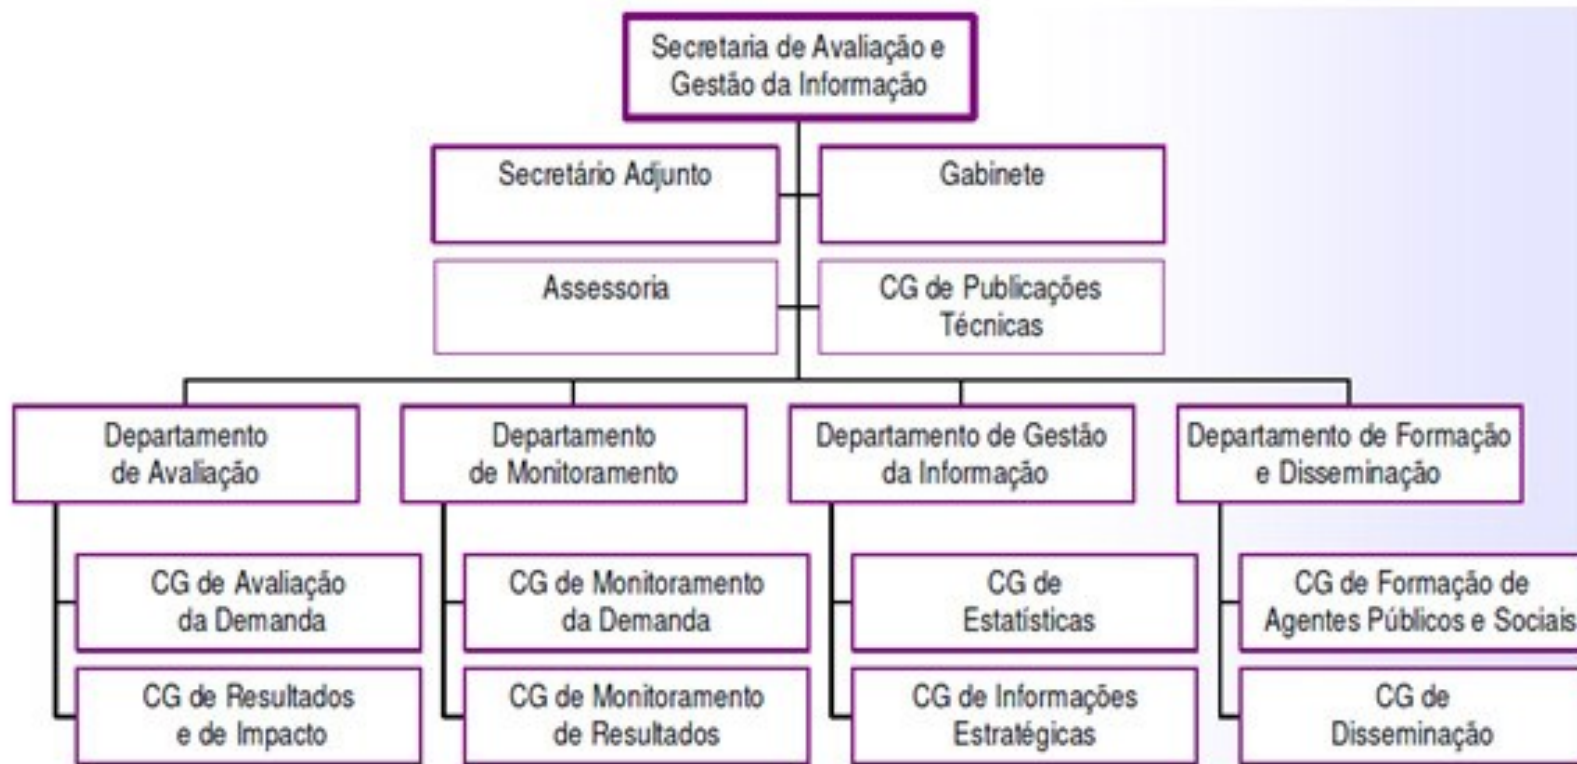 Secretaria de Avaliação e
Gestão da Informação
Secretário Adjunto
Gabinete
Assessoria
CG de Publicações
Técnicas
Departamento
de Avaliação
Departamento
de Monitoramento
Departamento de Gestão
da Informação
Departamento de Formação
e Disseminação
CG de Avaliação
da Demanda
CG de Monitoramento
da Demanda
CG de
Estatísticas
CG de Formação de
Agentes Públicos e Sociais
CG de Resultados
e de Impacto
CG de Monitoramento
de Resultados
CG de Informações
Estratégicas
CG de
Disseminação